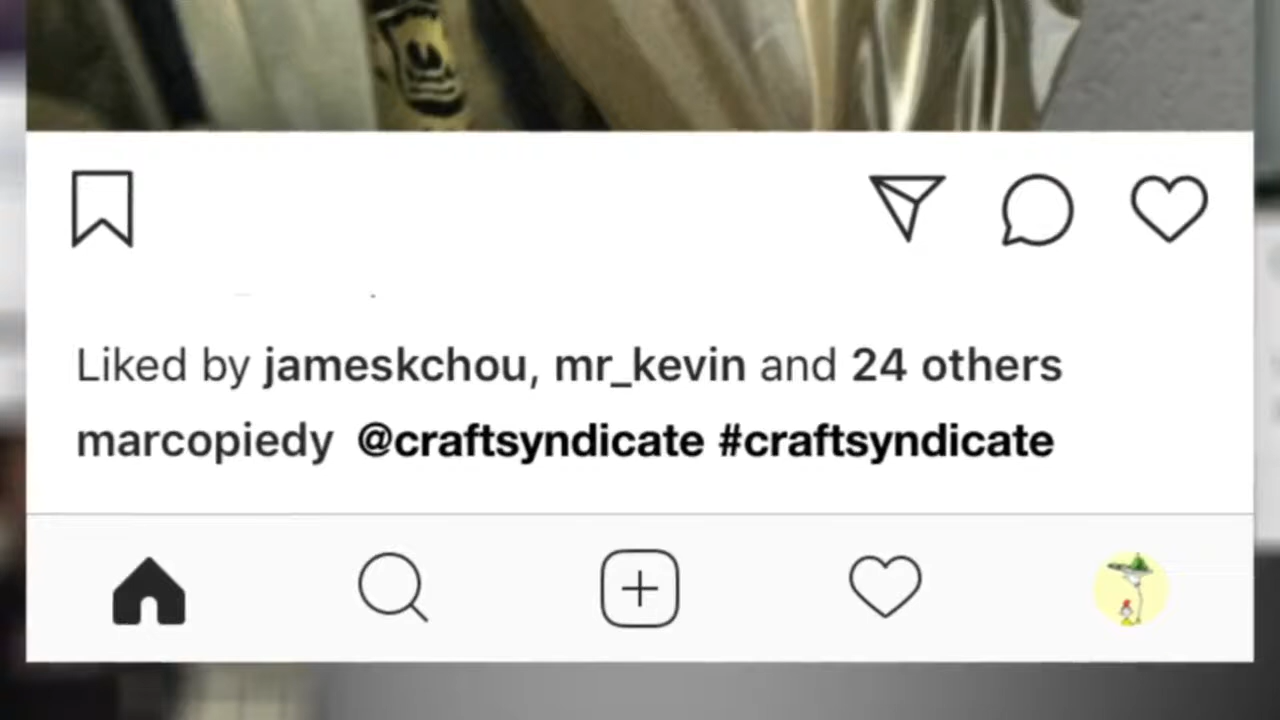 Liked by jameskchou, mr_kevin and 24 others
marcopiedy @craftsyndicate #craftsyndicate